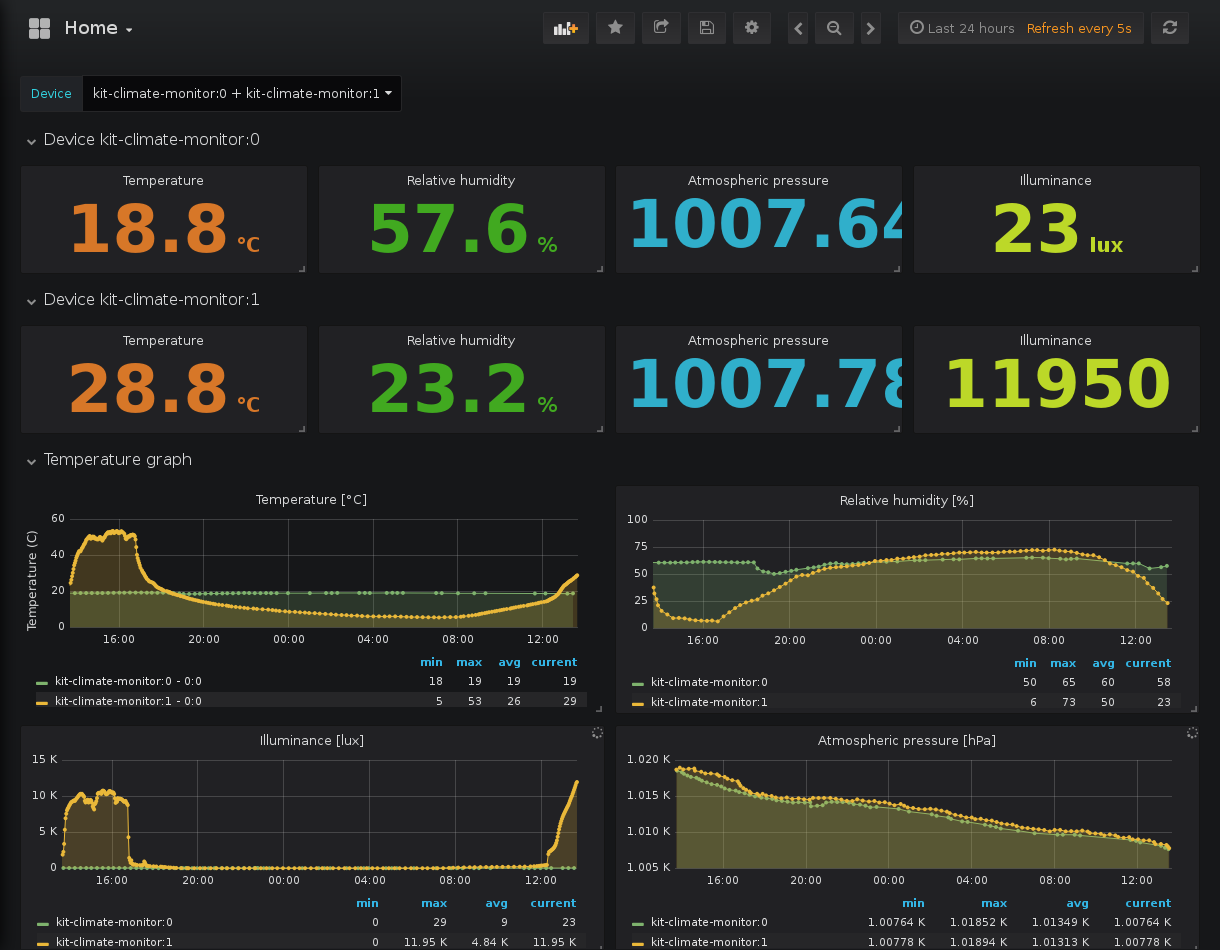 Home
Last 24 hours Refresh every 5s
Device kit-climate-monitor:0 + kit-climate-monitor:1
Device kit-climate-monitor:0
Temperature Relative humidity Atmospheric pressure Illuminance
18.8 °C 57.6 % 1007.64 23 lux
Device kit-climate-monitor:1
Temperature Relative humidity Atmospheric pressure Illuminance
28.8 °C 23.2 % 1007.78 11950
Temperature graph
Temperature [°C]
Temperature (C)
60
40
20
0
16:00 20:00 00:00 04:00 08:00 12:00
min max avg current
kit-climate-monitor:0 - 0:0 18 19 19 19
kit-climate-monitor:1 - 0:0 5 53 26 29
Relative humidity [%]
100
75
50
25
0
16:00 20:00 00:00 04:00 08:00 12:00
min max avg current
kit-climate-monitor:0 50 65 60 58
kit-climate-monitor:1 6 73 50 23
Illuminance [lux]
15 K
10 K
5 K
0
16:00 20:00 00:00 04:00 08:00 12:00
min max avg current
kit-climate-monitor:0 0 29 9 23
kit-climate-monitor:1 0 11.95 K 4.84 K 11.95 K
Atmospheric pressure [hPa]
1.020 K
1.015 K
1.010 K
1.005 K
16:00 20:00 00:00 04:00 08:00 12:00
min max avg current
kit-climate-monitor:0 1.00764 K 1.01852 K 1.01349 K 1.00764 K
kit-climate-monitor:1 1.00778 K 1.01894 K 1.01313 K 1.00778 K